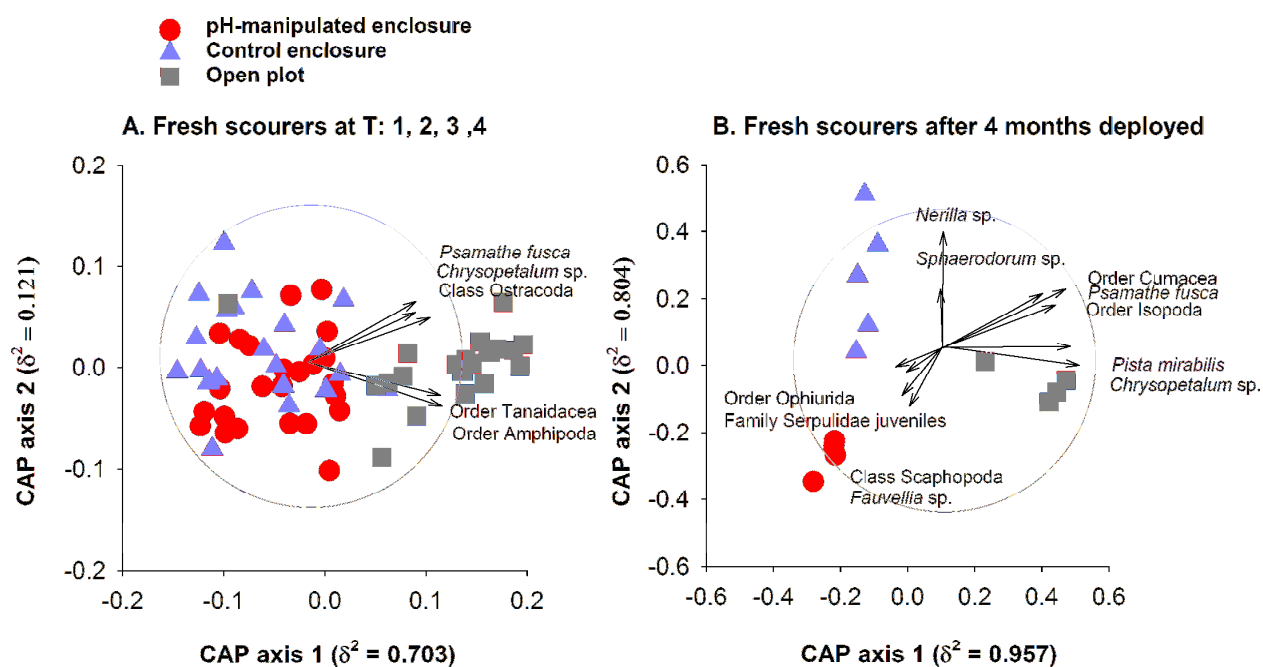 pH-manipulated enclosure
Control enclosure
Open plot
A. Fresh scourers at T: 1, 2, 3 ,4
0.2
0.1
0.0
-0.1
-0.2
CAP axis 2 (δ² = 0.121)
Psamathe fusca
Chrysopetalum sp.
Class Ostracoda
Order Tanaidacea
Order Amphipoda
-0.2
-0.1
0.0
0.1
0.2
CAP axis 1 (δ² = 0.703)
B. Fresh scourers after 4 months deployed
0.6
0.4
0.2
0.0
-0.2
-0.4
-0.6
CAP axis 2 (δ² = 0.804)
Nerilla sp.
Sphaerodorum sp.
Order Cumacea
Psamathe fusca
Order Isopoda
Pista mirabilis
Chrysopetalum sp.
Order Ophiurida
Family Serpulidae juveniles
Class Scaphopoda
Fauvellia sp.
-0.6
-0.4
-0.2
0.0
0.2
0.4
0.6
CAP axis 1 (δ² = 0.957)